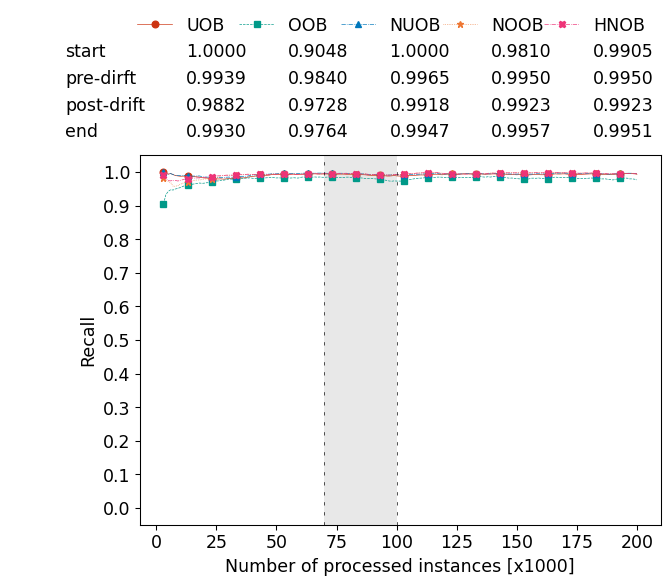 UOB OOB NUOB NOOB HNOB
start 1.0000 0.9048 1.0000 0.9810 0.9905
pre-dirft 0.9939 0.9840 0.9965 0.9950 0.9950
post-drift 0.9882 0.9728 0.9918 0.9923 0.9923
end 0.9930 0.9764 0.9947 0.9957 0.9951
1.0
0.9
0.8
0.7
0.6
0.5
0.4
0.3
0.2
0.1
0.0
Recall
0 25 50 75 100 125 150 175 200
Number of processed instances [x1000]